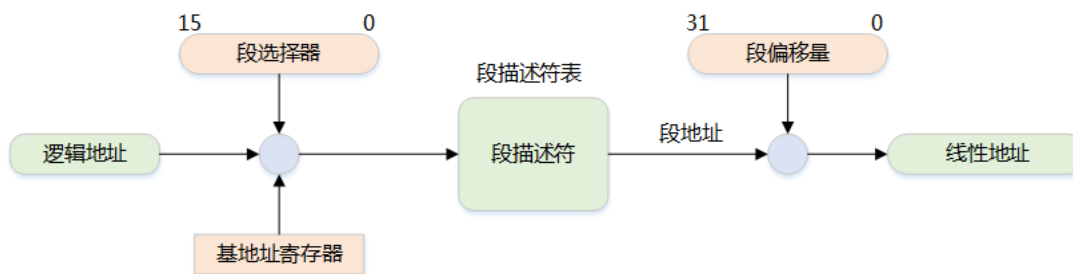 15 0
段选择器
31 0
段偏移量
段描述符表
逻辑地址
段描述符
段地址
线性地址
基地址寄存器